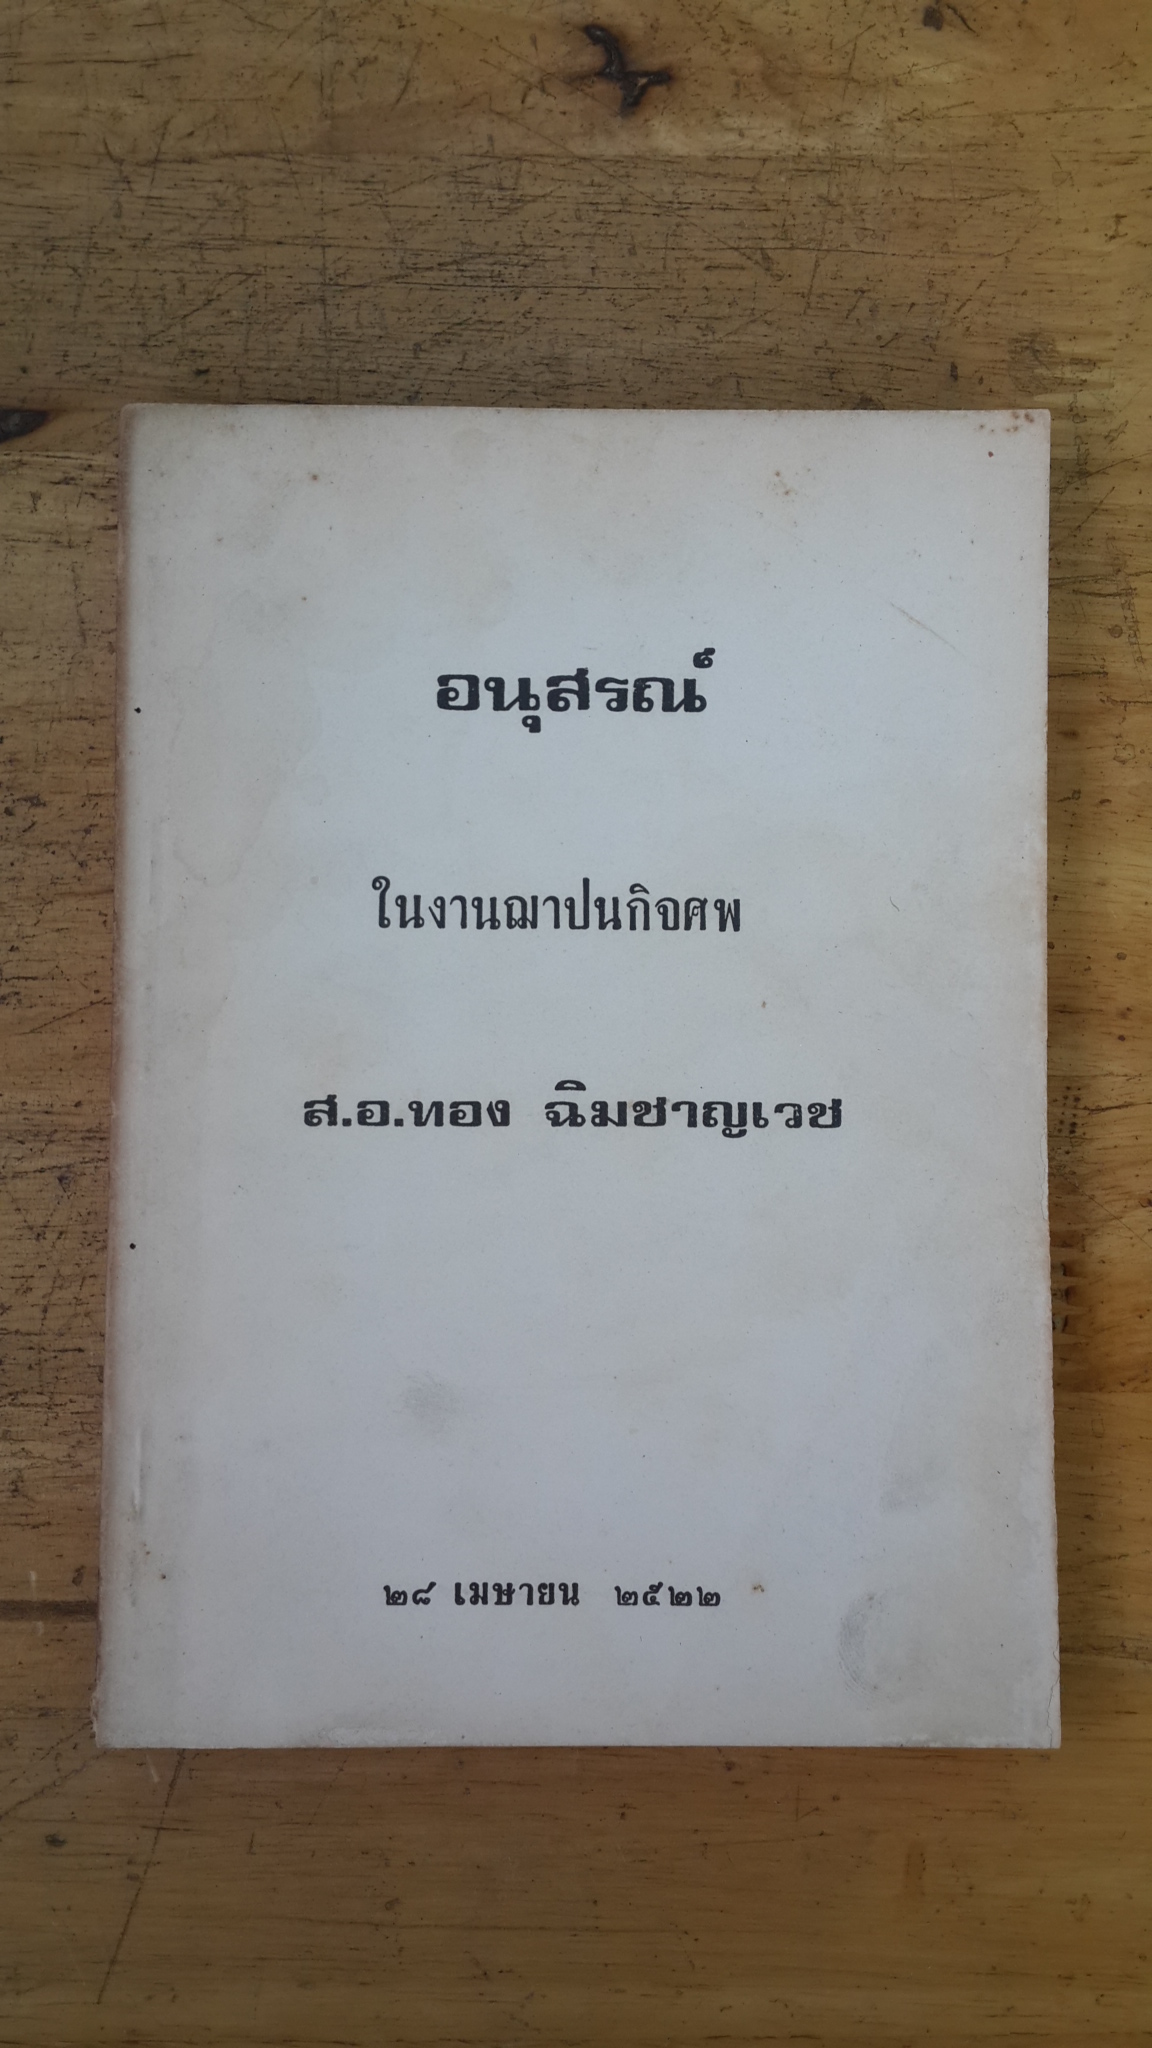 อนุสรณ์
ในงานฌาปนกิจศพ
ส.อ.ทอง ฉิมชาญเวช
๒๘ เมษายน ๒๕๒๒